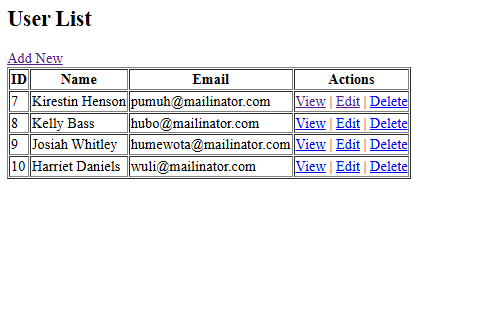 User List
Add New
ID Name Email Actions
7 Kirestin Henson pumuh@mailinator.com View | Edit | Delete
8 Kelly Bass hubo@mailinator.com View | Edit | Delete
9 Josiah Whitley humewota@mailinator.com View | Edit | Delete
10 Harriet Daniels wuli@mailinator.com View | Edit | Delete